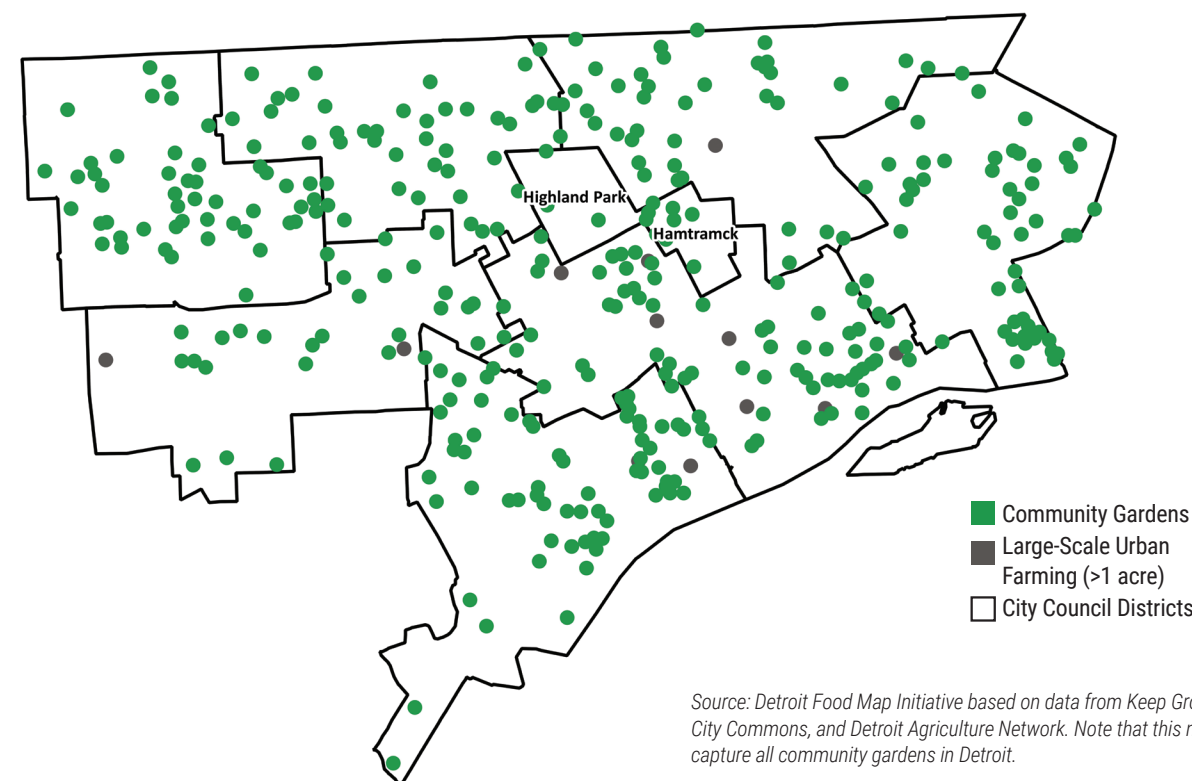 Highland Park
Hamtramck
Community Gardens
Large-Scale Urban
Farming (>1 acre)
City Council Districts
Source: Detroit Food Map Initiative based on data from Keep
City Commons, and Detroit Agriculture Network. Note that this
capture all community gardens in Detroit.